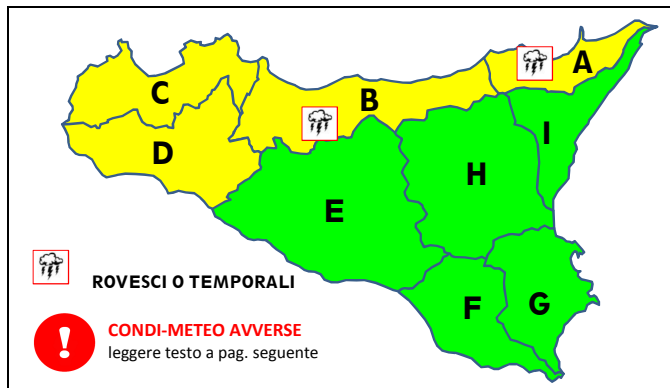 A
C
B
D
I
H
E
F
G
ROVESCI O TEMPORALI
!
CONDI-METEO AVVERSE
leggere testo a pag. seguente